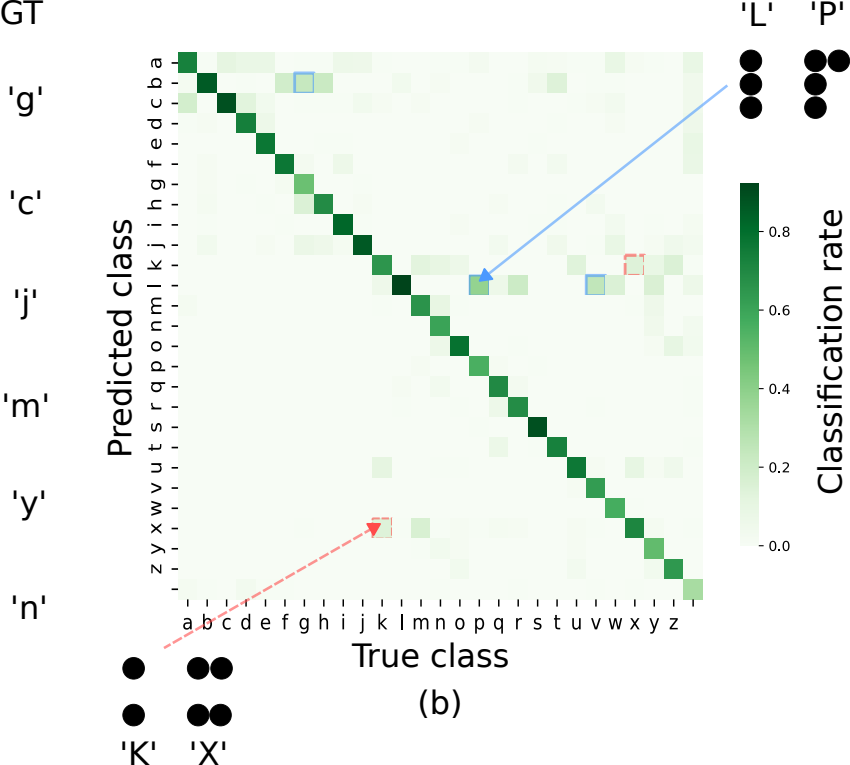 GT
'g'
'c'
'j'
'm'
'y'
'n'
'L' 'P'
Predicted class
a
b
c
d
e
f
g
h
i
j
k
l
m
n
o
p
q
r
s
t
u
v
w
x
y
z
a b c d e f g h i j k l m n o p q r s t u v w x y z
True class
(b)
0.8
0.6
0.4
0.2
0.0
Classification rate
'K' 'X'